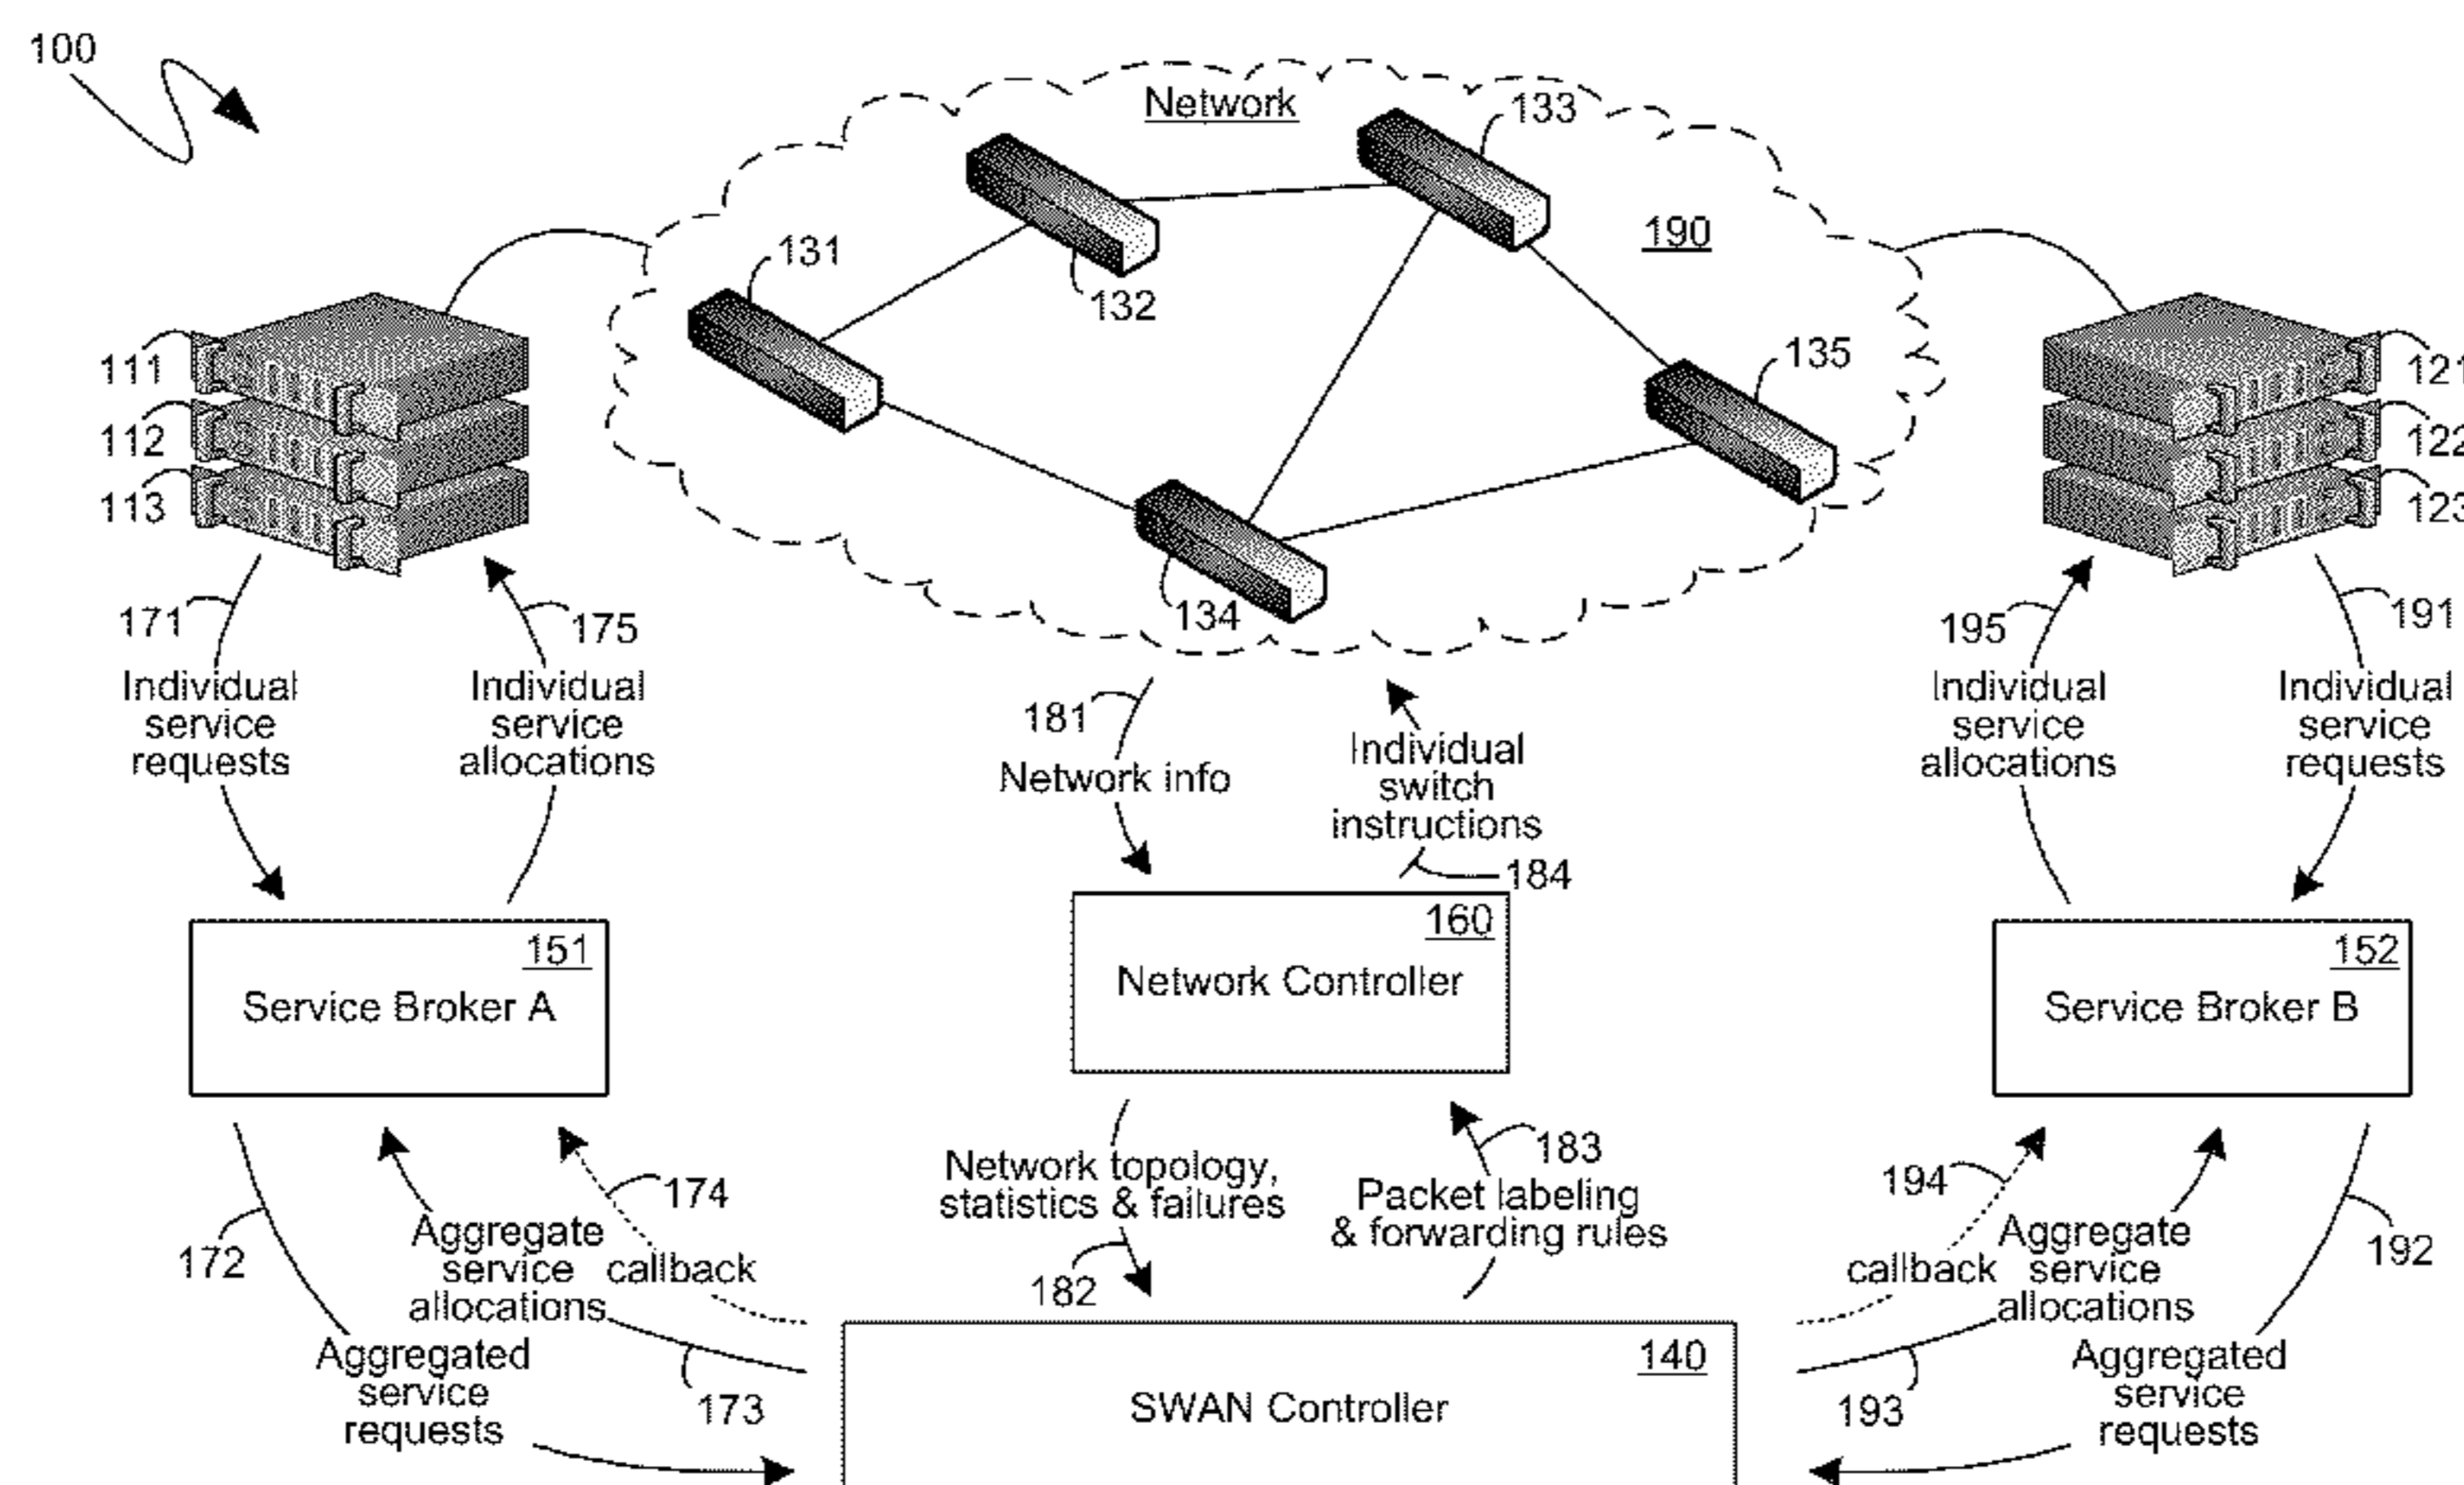 100
Network
133
190
131
132
135
111
112
113
121
122
123
134
171
175
Individual
service
requests
Individual
service
allocations
181
Network info
Individual
switch
instructions
184
195
191
Individual
service
allocations
Individual
service
requests
151
Service Broker A
160
Network Controller
152
Service Broker B
172
174
Aggregate
service
allocations
callback
Aggregated
service
requests
173
Network topology,
statistics & failures
182
183
Packet labeling
& forwarding rules
194
callback
Aggregate
service
allocations
192
193
Aggregated
service
requests
140
SWAN Controller